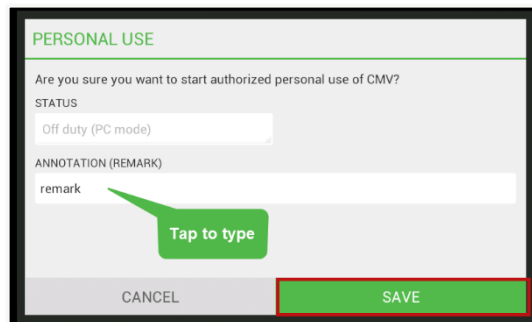 PERSONAL USE
Are you sure you want to start authorized personal use of CMV?
STATUS
Off duty (PC mode)
ANNOTATION (REMARK)
remark
Tap to type
CANCEL
SAVE